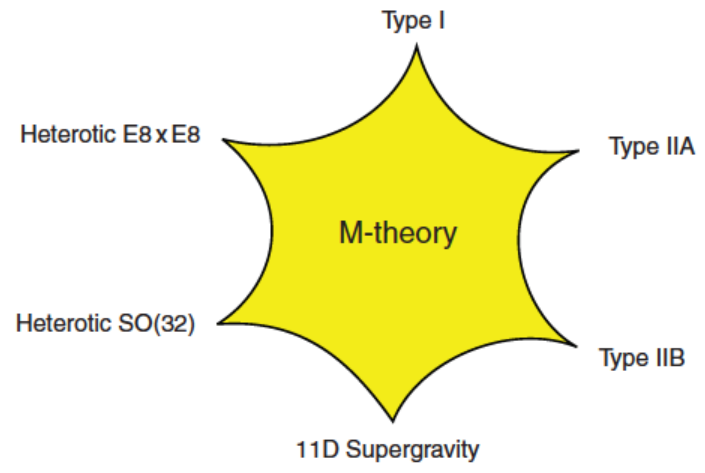 Type I
Heterotic E8 x E8
Type IIA
M-theory
Heterotic SO(32)
Type IIB
11D Supergravity